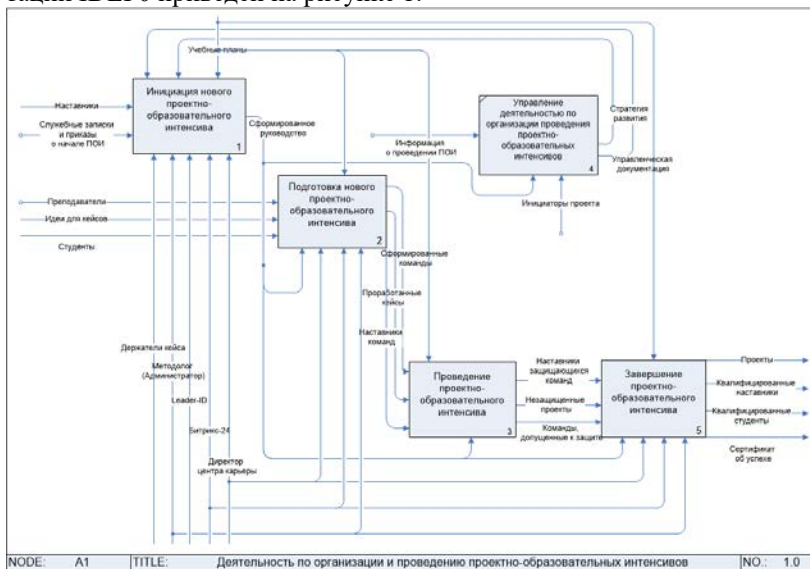 Учебные планы
Инициация нового
проектно-
образовательного
интенсива
1
Наставники
Служебные записки
и приказы
о начале ПОИ
Сформированное
руководство
Управление
деятельностью по
организации проведения
проектно-
образовательных
интенсивов
4
Стратегия
развития
Информация
о проведении ПОИ
Управленческая
документация
Инициаторы проекта
Преподаватели
Идеи для кейсов
Студенты
Подготовка нового
проектно-
образовательного
интенсива
2
Сформированные
команды
Проработанные
кейсы
Наставники
команд
Держатели кейса
Методолог
(Администратор)
Leader-ID
Битрикс-24
Директор
центра карьеры
Проведение
проектно-
образовательного
интенсива
3
Наставники
защищающихся
команд
Незащищенные
проекты
Команды,
допущенные к защите
Завершение
проектно-
образовательного
интенсива
5
Проекты
Квалифицированные
наставники
Квалифицированные
студенты
Сертификат
об успехе
NODE: A1 TITLE: Деятельность по организации и проведению проектно-образовательных интенсивов NO.: 1.0